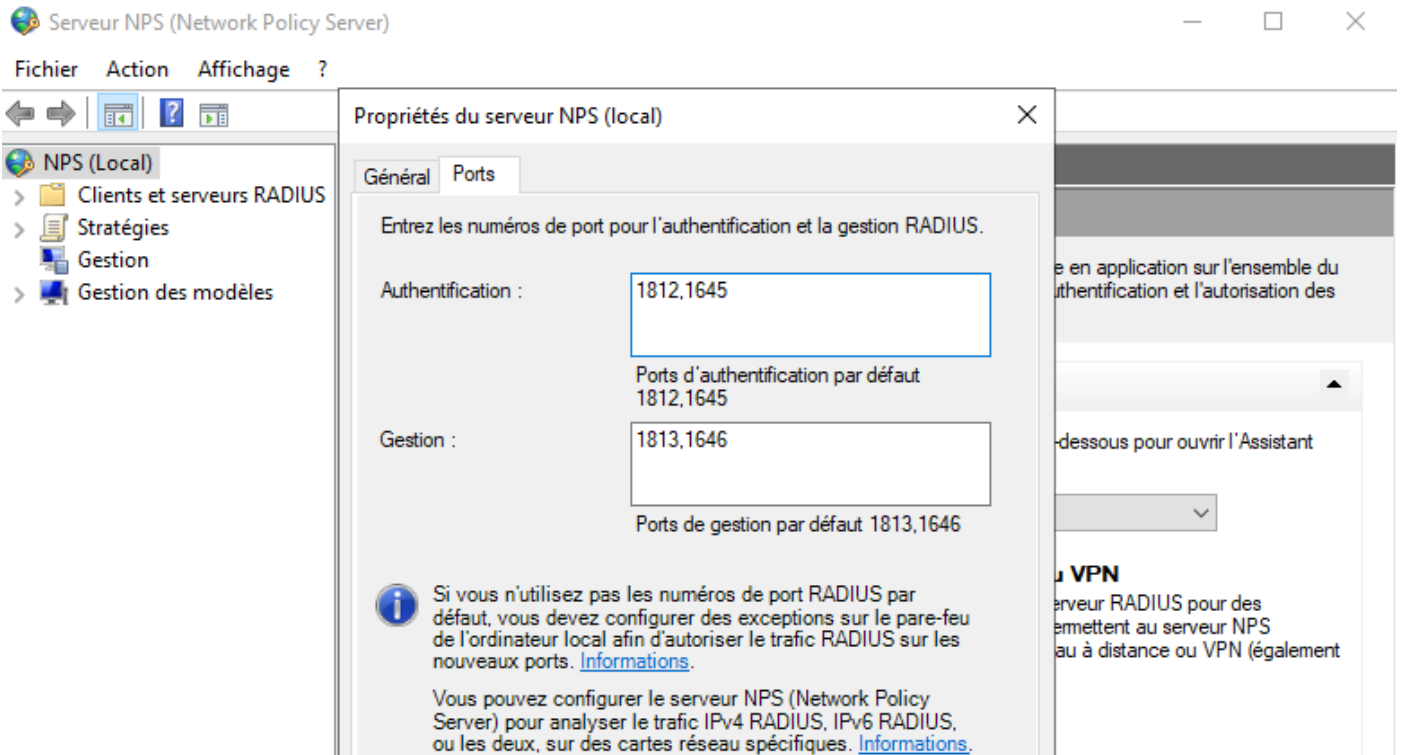 Serveur NPS (Network Policy Server)
Fichier Action Affichage ?
NPS (Local)
Clients et serveurs RADIUS
Stratégies
Gestion
Gestion des modèles
Propriétés du serveur NPS (local)
Général Ports
Entrez les numéros de port pour l'authentification et la gestion RADIUS.
Authentification :
1812,1645
Ports d'authentification par défaut
1812,1645
Gestion :
1813,1646
Ports de gestion par défaut 1813,1646
Si vous n'utilisez pas les numéros de port RADIUS par
défaut, vous devez configurer des exceptions sur le pare-feu
de l'ordinateur local afin d'autoriser le trafic RADIUS sur les
nouveaux ports. Informations.
Vous pouvez configurer le serveur NPS (Network Policy
Server) pour analyser le trafic IPv4 RADIUS, IPv6 RADIUS,
ou les deux, sur des cartes réseau spécifiques. Informations.
e en application sur l'ensemble du
uthentification et l'autorisation des
-dessous pour ouvrir l'Assistant
u VPN
erveur RADIUS pour des
ermettent au serveur NPS
au à distance ou VPN (également